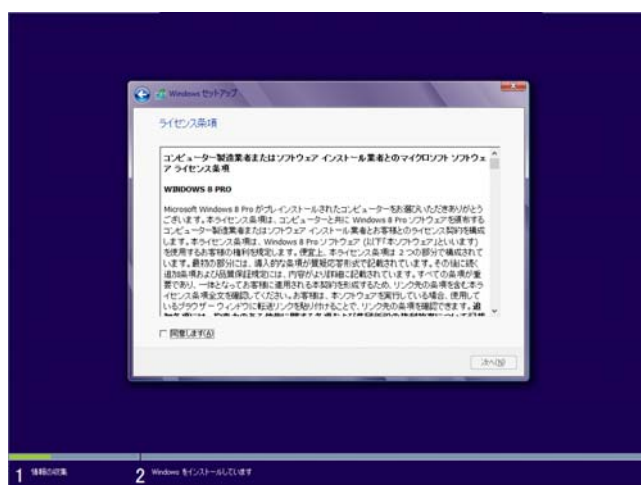 Windows セットアップ
ライセンス条項
コンピューター製造業者またはソフトウェア インストール業者とのマイクロソフト ソフトウェ
ア ライセンス条項
WINDOWS 8 PRO
Microsoft Windows 8 Pro がプレインストールされたコンピューターをお選びいただきありがとう
ございます。本ライセンス条項は、コンピューターと共に Windows 8 Pro ソフトウェアを頒布する
コンピューター製造業者またはソフトウェア インストール業者とお客様とのライセンス契約を構成
します。本ライセンス条項は、Windows 8 Pro ソフトウェア (以下「本ソフトウェア」といいます)
を使用するお客様の権利を規定します。便宜上、本ライセンス条項は 2 つの部分で構成されて
います。最初の部分には、導入的な条項が質疑応答形式で記載されています。その後に続く
追加条項および品質保証規定には、内容がより詳細に記載されています。すべての条項が重
要であり、一体となってお客様に適用される本契約を形成するため、リンク先の条項を含む本ラ
イセンス条項全文を確認してください。お客様は、本ソフトウェアを実行している場合、使用して
いるブラウザー ウィンドウに転送リンクを貼り付けることで、リンク先の条項を確認できます。追
同意します(A)
次へ(N)
1 情報の収集
2 Windows をインストールしています